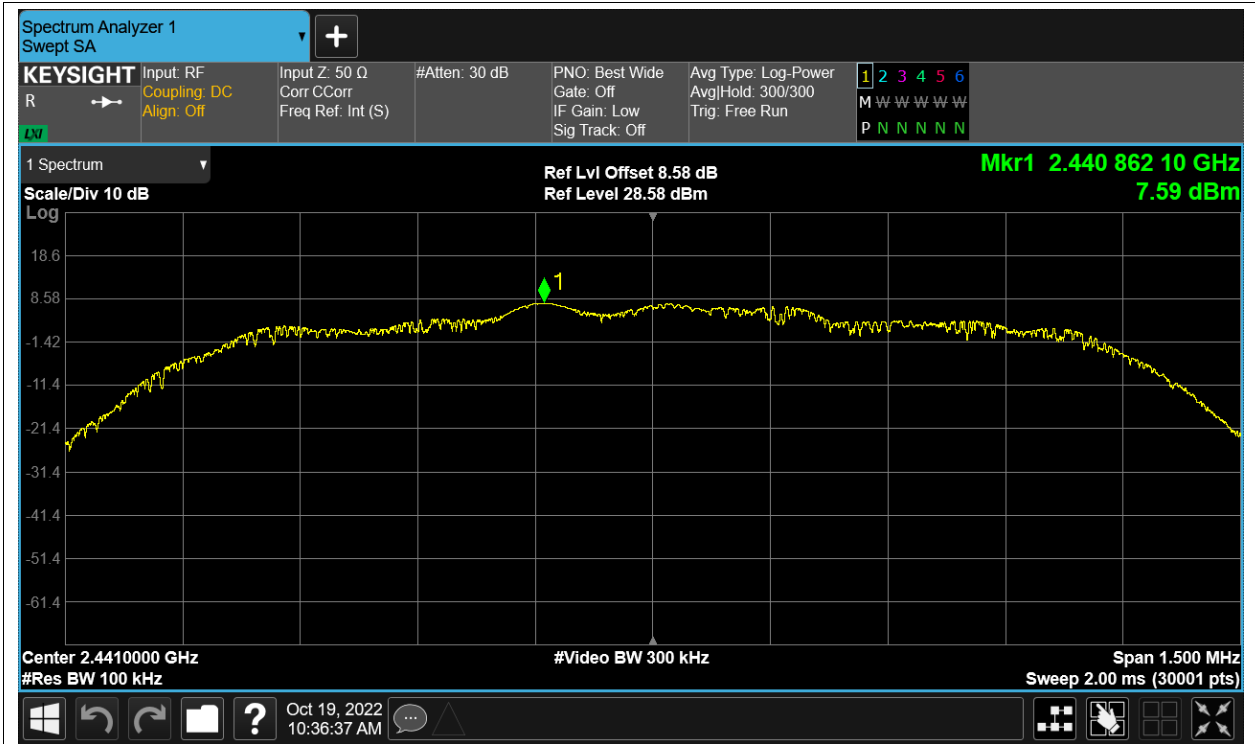 Spectrum Analyzer 1
Swept SA
KEYSIGHT
R
LXI
Input: RF
Coupling: DC
Align: Off
Input Z: 50 Ω
Corr CCorr
Freq Ref: Int (S)
#Atten: 30 dB
PNO: Best Wide
Gate: Off
IF Gain: Low
Sig Track: Off
Avg Type: Log-Power
Avg|Hold: 300/300
Trig: Free Run
1 2 3 4 5 6
M W W W W W
P N N N N N
1 Spectrum
Scale/Div 10 dB
Log
Ref Lvl Offset 8.58 dB
Ref Level 28.58 dBm
Mkr1 2.440 862 10 GHz
7.59 dBm
18.6
8.58
-1.42
-11.4
-21.4
-31.4
-41.4
-51.4
-61.4
1
Center 2.4410000 GHz
#Res BW 100 kHz
#Video BW 300 kHz
Span 1.500 MHz
Sweep 2.00 ms (30001 pts)
?
Oct 19, 2022
10:36:37 AM